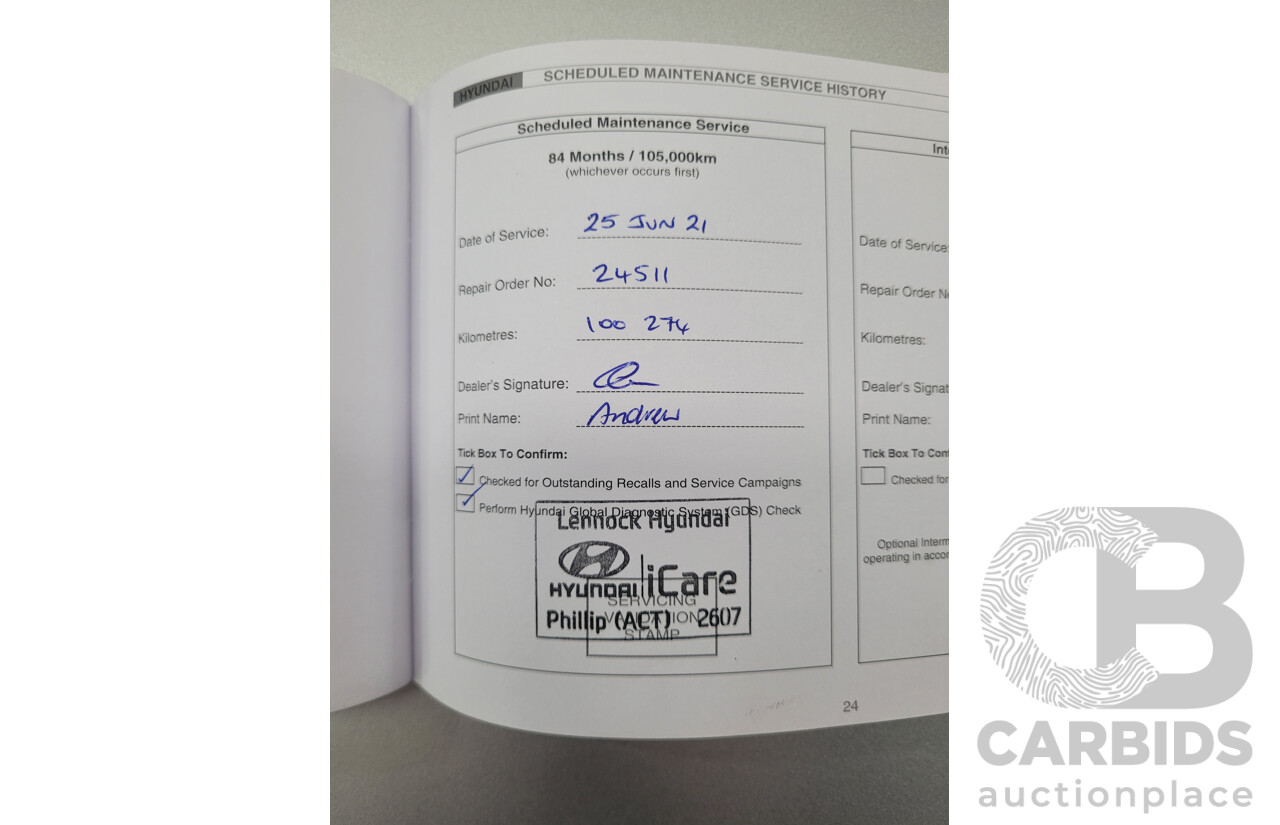 HYUNDAI SCHEDULED MAINTENANCE SERVICE HISTORY
Scheduled Maintenance Service
84 Months / 105,000km
(whichever occurs first)
Date of Service: 25 JUN 21
Repair Order No: 24511
Kilometres: 100 274
Dealer's Signature:
Print Name: Andrew
Tick Box To Confirm:
Checked for Outstanding Recalls and Service Campaigns
Perform Hyundai Global Diagnostic System (GDS) Check
Lennock Hyundai
HYUNDAI iCare
SERVICING
Phillip (ACT) 2607
VALIDATION
STAMP
Int
Date of Service:
Repair Order N
Kilometres:
Dealer's Signat
Print Name:
Tick Box To Con
Checked for
Optional Interm
operating in accor
24
CB
CARBIDS
auctionplace